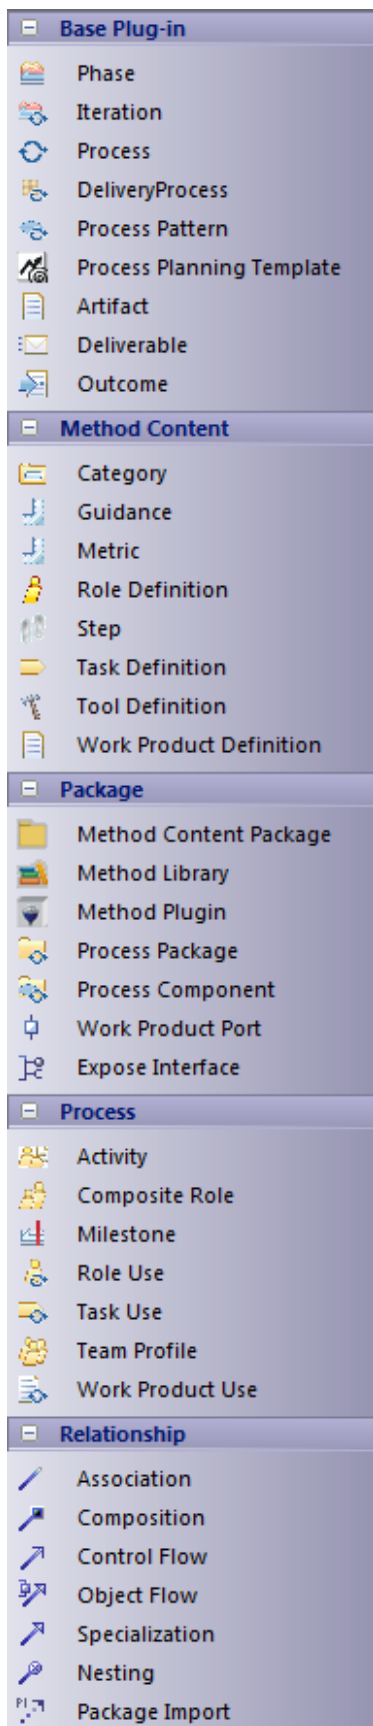 Base Plug-in
Phase
Iteration
Process
DeliveryProcess
Process Pattern
Process Planning Template
Artifact
Deliverable
Outcome
Method Content
Category
Guidance
Metric
Role Definition
Step
Task Definition
Tool Definition
Work Product Definition
Package
Method Content Package
Method Library
Method Plugin
Process Package
Process Component
Work Product Port
Expose Interface
Process
Activity
Composite Role
Milestone
Role Use
Task Use
Team Profile
Work Product Use
Relationship
Association
Composition
Control Flow
Object Flow
Specialization
Nesting
Package Import